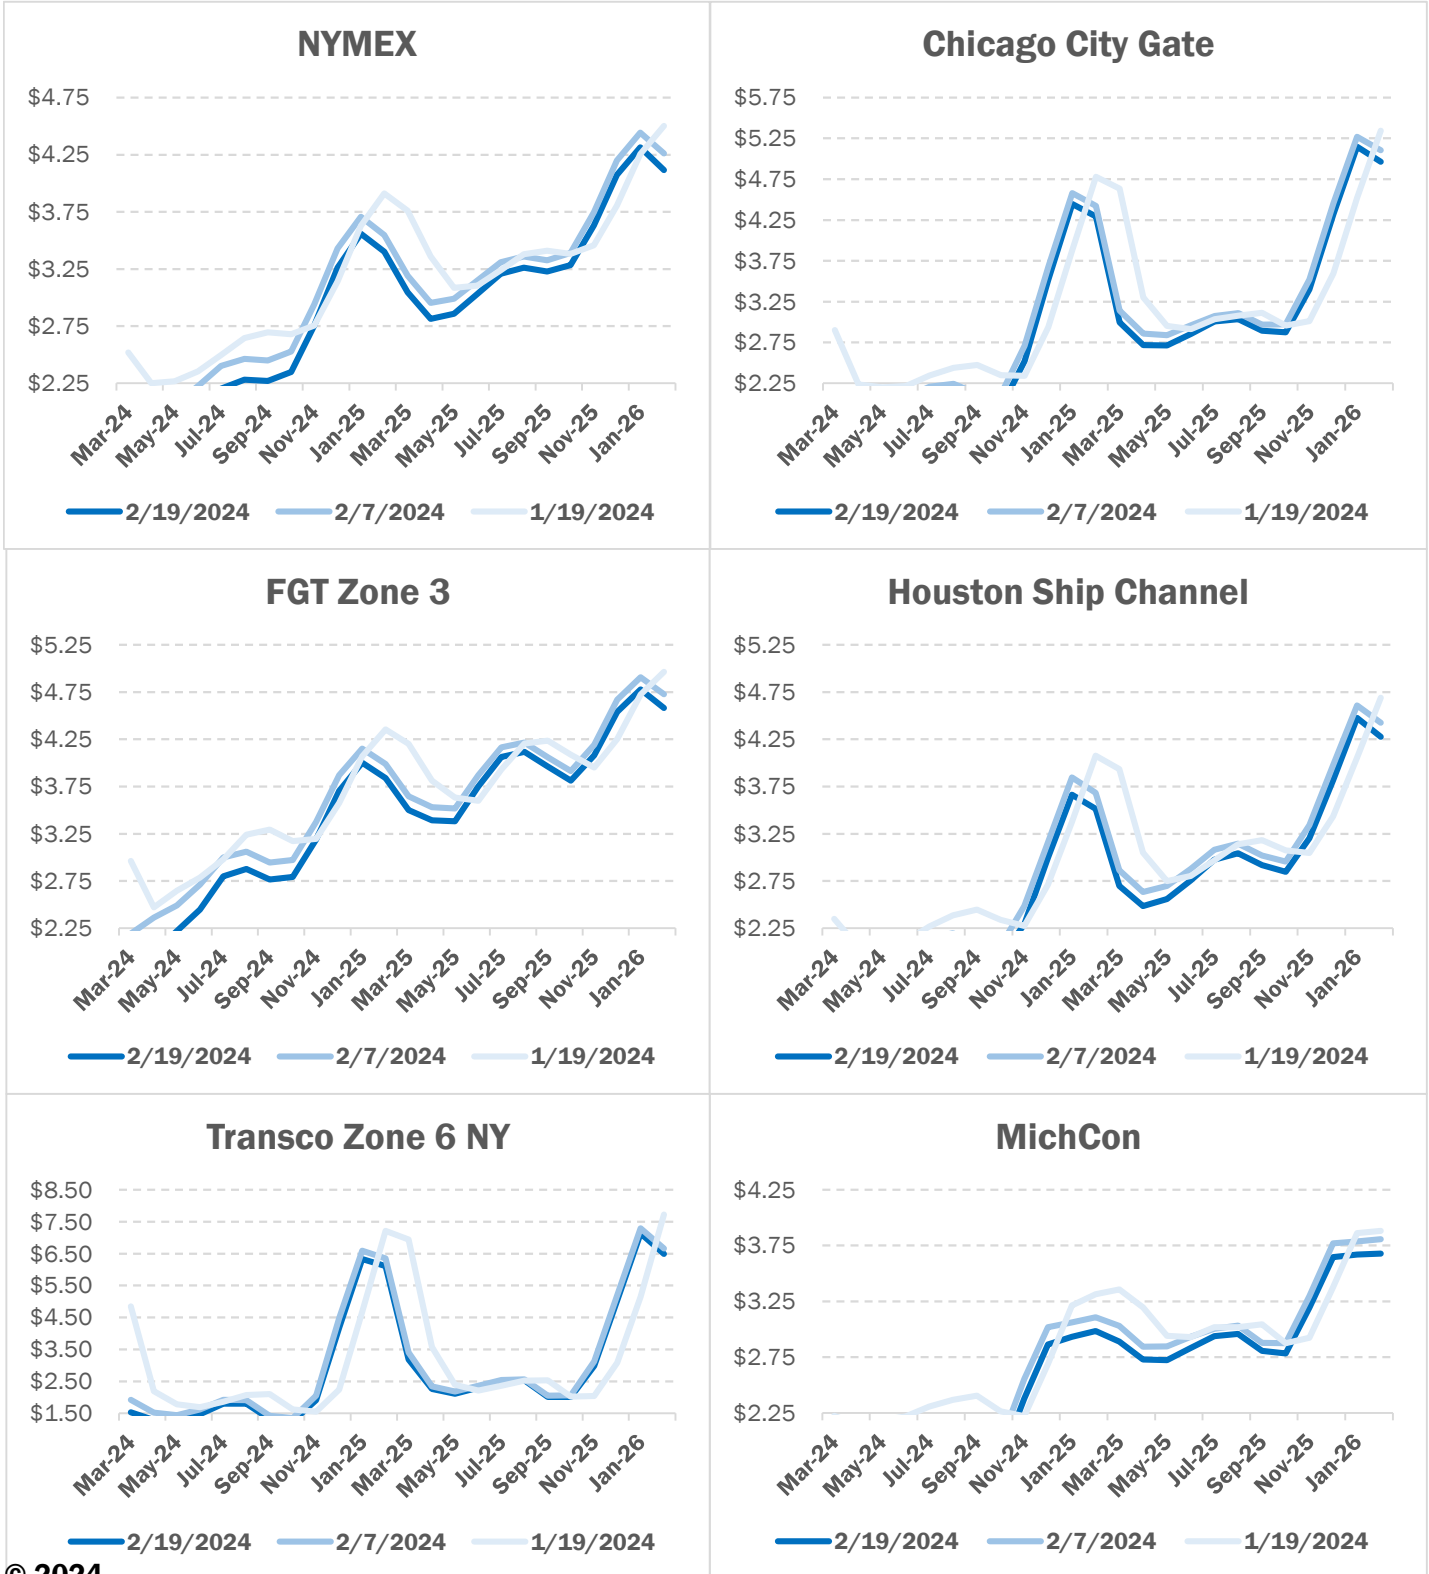 NYMEX
$4.75
$4.25
$3.75
$3.25
$2.75
$2.25
Mar-24 May-24 Jul-24 Sep-24 Nov-24 Jan-25 Mar-25 May-25 Jul-25 Sep-25 Nov-25 Jan-26
2/19/2024 2/7/2024 1/19/2024
Chicago City Gate
$5.75
$5.25
$4.75
$4.25
$3.75
$3.25
$2.75
$2.25
Mar-24 May-24 Jul-24 Sep-24 Nov-24 Jan-25 Mar-25 May-25 Jul-25 Sep-25 Nov-25 Jan-26
2/19/2024 2/7/2024 1/19/2024
FGT Zone 3
$5.25
$4.75
$4.25
$3.75
$3.25
$2.75
$2.25
Mar-24 May-24 Jul-24 Sep-24 Nov-24 Jan-25 Mar-25 May-25 Jul-25 Sep-25 Nov-25 Jan-26
2/19/2024 2/7/2024 1/19/2024
Houston Ship Channel
$5.25
$4.75
$4.25
$3.75
$3.25
$2.75
$2.25
Mar-24 May-24 Jul-24 Sep-24 Nov-24 Jan-25 Mar-25 May-25 Jul-25 Sep-25 Nov-25 Jan-26
2/19/2024 2/7/2024 1/19/2024
Transco Zone 6 NY
$8.50
$7.50
$6.50
$5.50
$4.50
$3.50
$2.50
$1.50
Mar-24 May-24 Jul-24 Sep-24 Nov-24 Jan-25 Mar-25 May-25 Jul-25 Sep-25 Nov-25 Jan-26
2/19/2024 2/7/2024 1/19/2024
MichCon
$4.25
$3.75
$3.25
$2.75
$2.25
Mar-24 May-24 Jul-24 Sep-24 Nov-24 Jan-25 Mar-25 May-25 Jul-25 Sep-25 Nov-25 Jan-26
2/19/2024 2/7/2024 1/19/2024
© 2024